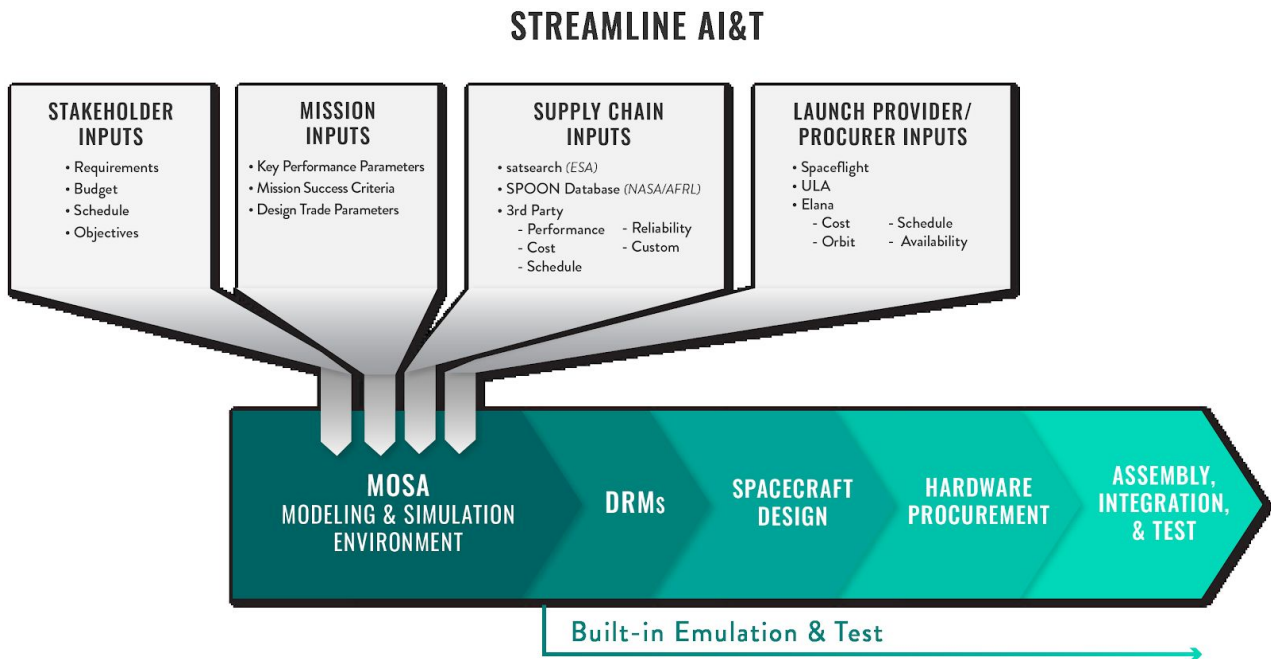 STREAMLINE AI&T
STAKEHOLDER
INPUTS
• Requirements
• Budget
• Schedule
• Objectives
MISSION
INPUTS
• Key Performance Parameters
• Mission Success Criteria
• Design Trade Parameters
SUPPLY CHAIN
INPUTS
• satsearch (ESA)
• SPOON Database (NASA/AFRL)
• 3rd Party
- Performance - Reliability
- Cost - Custom
- Schedule
LAUNCH PROVIDER/
PROCURER INPUTS
• Spaceflight
• ULA
• Elana
- Cost - Schedule
- Orbit - Availability
MOSA
MODELING & SIMULATION
ENVIRONMENT
DRMs
SPACECRAFT
DESIGN
HARDWARE
PROCUREMENT
ASSEMBLY,
INTEGRATION,
& TEST
Built-in Emulation & Test